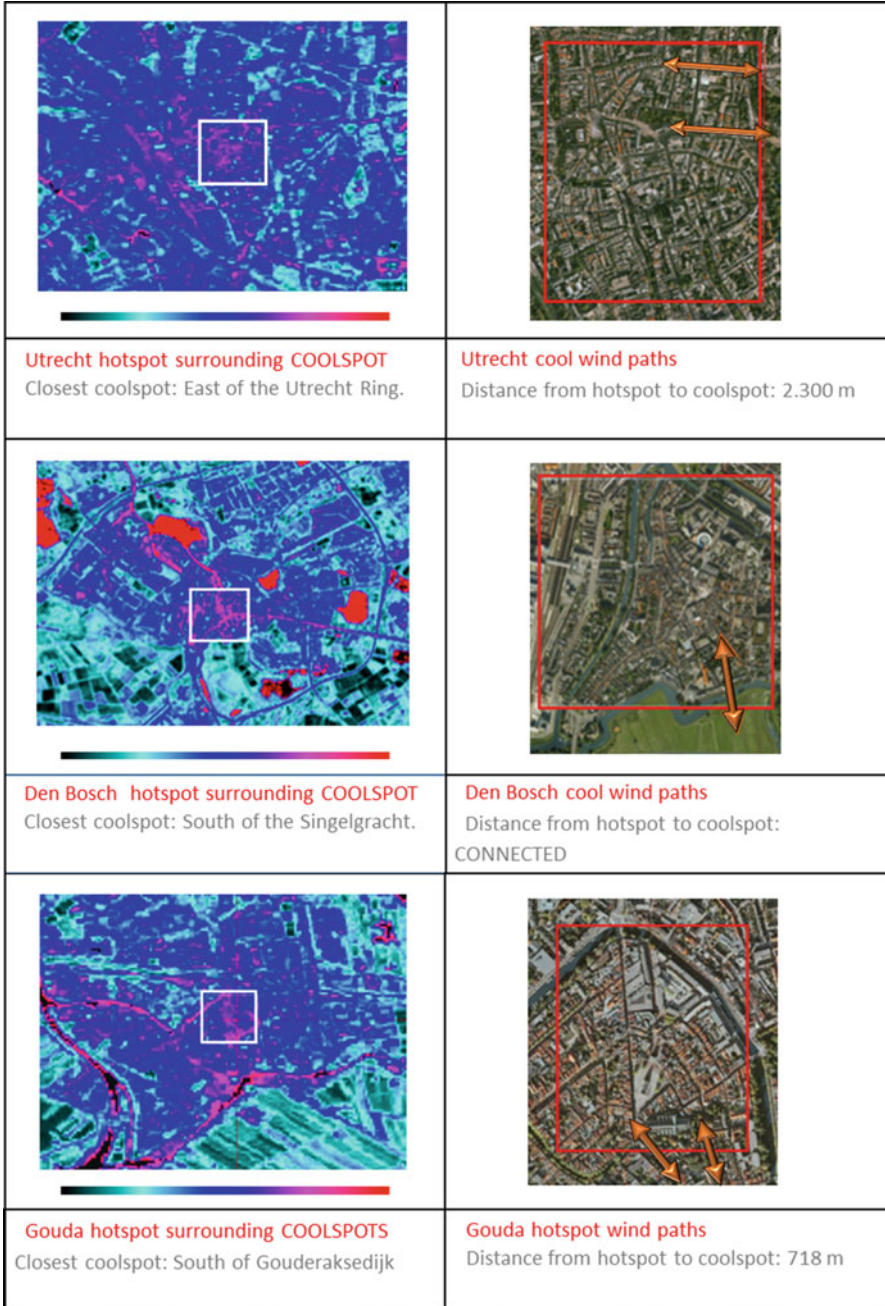 Utrecht hotspot surrounding COOLSPOT
Closest coolspot: East of the Utrecht Ring.
Utrecht cool wind paths
Distance from hotspot to coolspot: 2.300 m
Den Bosch hotspot surrounding COOLSPOT
Closest coolspot: South of the Singelgracht.
Den Bosch cool wind paths
Distance from hotspot to coolspot:
CONNECTED
Gouda hotspot surrounding COOLSPOTS
Closest coolspot: South of Gouderaksedijk
Gouda hotspot wind paths
Distance from hotspot to coolspot: 718 m